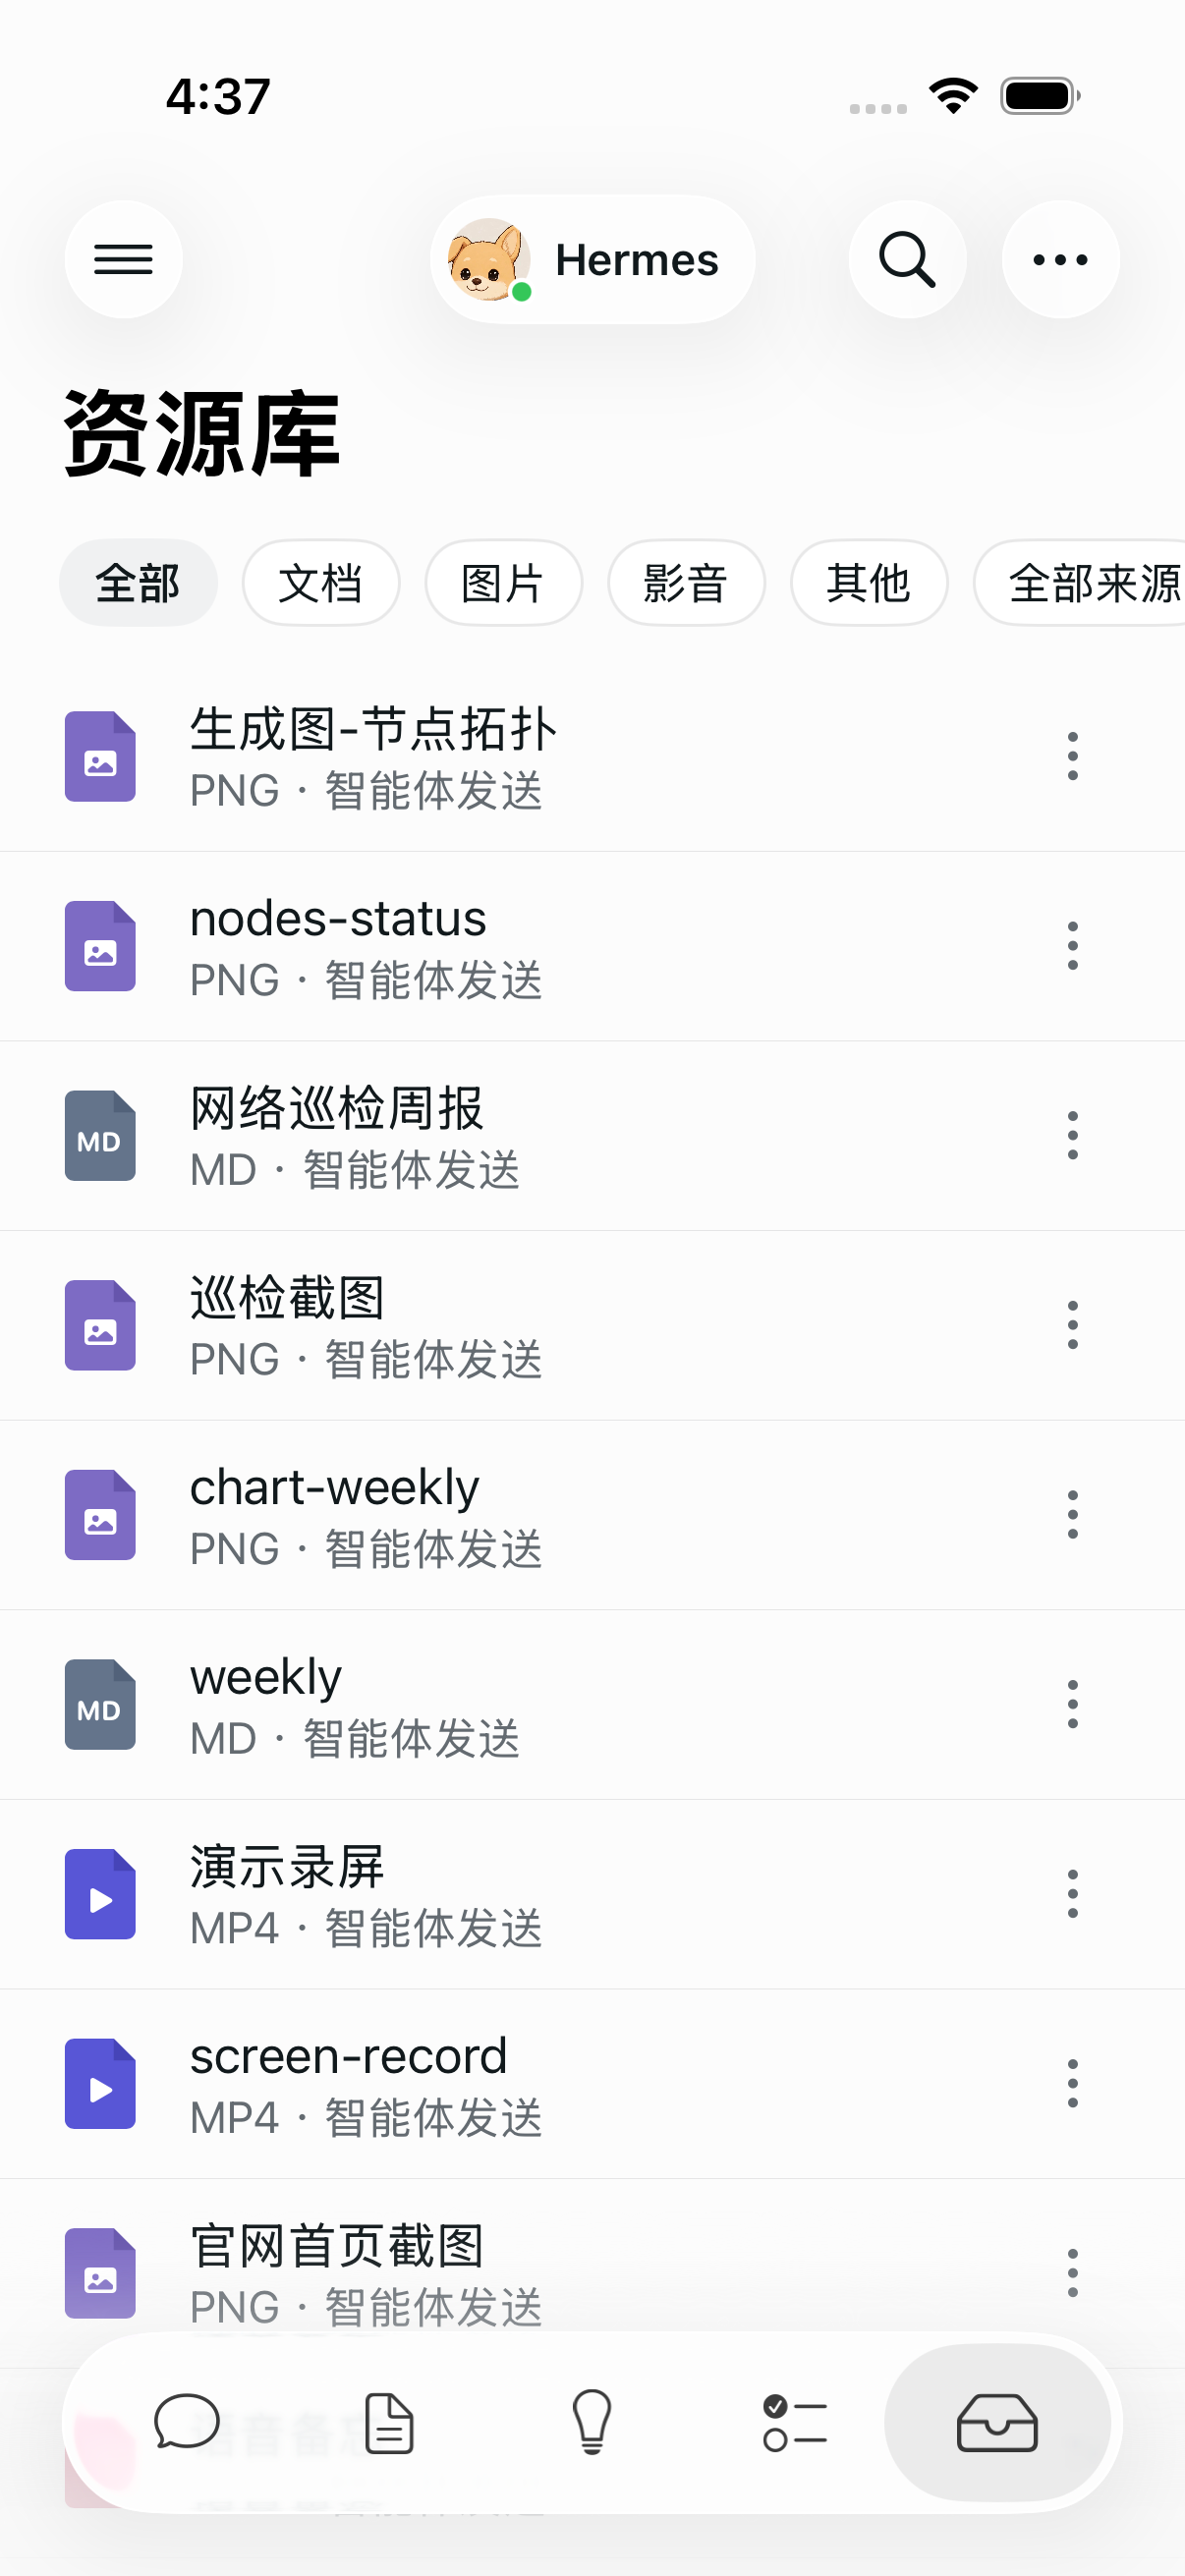 4:37
Hermes
资源库
全部
文档
图片
影音
其他
全部来源
生成图-节点拓扑
PNG · 智能体发送
nodes-status
PNG · 智能体发送
MD
网络巡检周报
MD · 智能体发送
巡检截图
PNG · 智能体发送
chart-weekly
PNG · 智能体发送
MD
weekly
MD · 智能体发送
演示录屏
MP4 · 智能体发送
screen-record
MP4 · 智能体发送
官网首页截图
PNG · 智能体发送